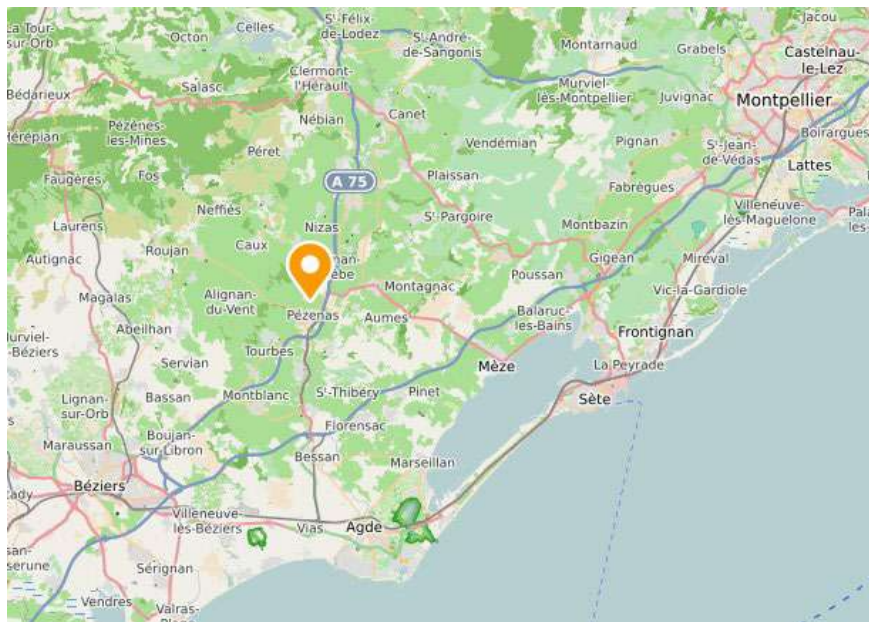 La Tour-
sur-Orb
Octon
Celles
St-Félix
de-Lodez
St-André-
de-Sangonis
Montarnaud
Grabels
Jacou
Castelnau-
le-Lez
Bédarieux
Salasc
Clermont-
l'Hérault
Canet
Murviel-
lès-Montpellier
Juvignac
Montpellier
Hérépian
Pézènes-
les-Mines
Nébian
Vendémian
Pignan
St-Jean-
de-Védas
Boirargues
Lattes
Faugères
Fos
Péret
A 75
Plaissan
Fabrègues
Neffiès
St-Pargoire
Laurens
Nizas
Montbazin
Villeneuve-
lès-Maguelone
Autignac
Roujan
Caux
Gigean
Mireval
Magalas
Alignan-
du-Vent
Montagnac
Poussan
Vic-la-Gardiole
Abeilhan
Pézenas
Aumes
Balaruc-
les-Bains
Frontignan
Servian
Tourbes
Mèze
La Peyrade
Lignan-
sur-Orb
Bassan
Montblanc
St-Thibéry
Pinet
Sète
Maraussan
Boujan-
sur-Libron
Florensac
Béziers
Bessan
Marseillan
Villeneuve-
lès-Béziers
Vias
Agde
Sérignan
Vendres
Valras-